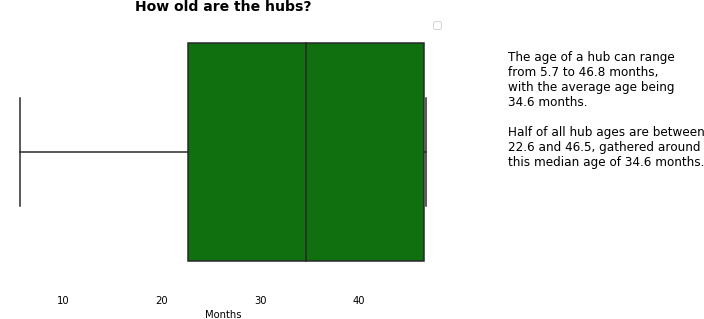 How old are the hubs?
The age of a hub can range
from 5.7 to 46.8 months,
with the average age being
34.6 months.
Half of all hub ages are between
22.6 and 46.5, gathered around
this median age of 34.6 months.
10 20 30 40
Months